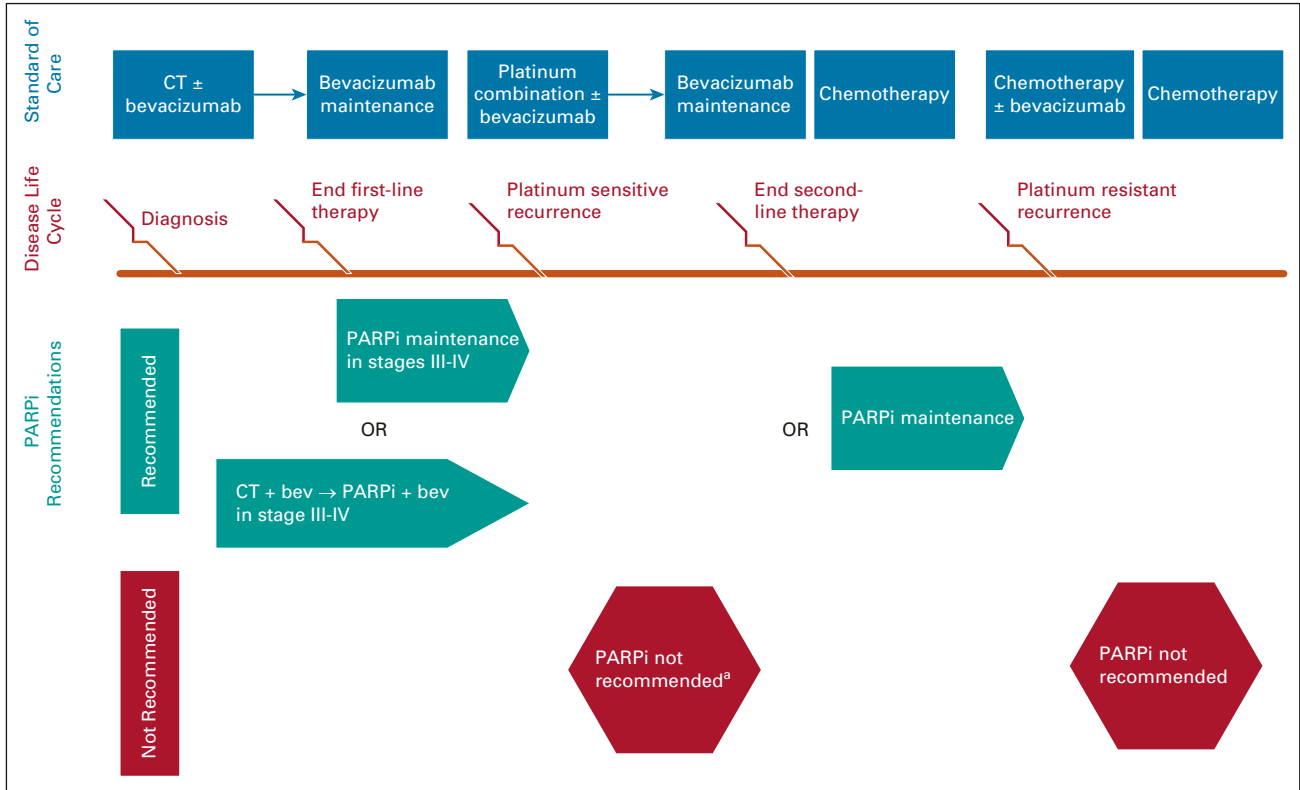 Standard of
Care
CT ±
bevacizumab
Bevacizumab
maintenance
Platinum
combination ±
bevacizumab
Bevacizumab
maintenance
Chemotherapy
Chemotherapy
± bevacizumab
Chemotherapy
Disease Life
Cycle
Diagnosis
End first-line
therapy
Platinum sensitive
recurrence
End second-
line therapy
Platinum resistant
recurrence
PARPi
Recommendations
Recommended
PARPi maintenance
in stages III-IV
OR
CT + bev → PARPi + bev
in stage III-IV
OR
PARPi maintenance
Not Recommended
PARPi not
recommendedᵃ
PARPi not
recommended